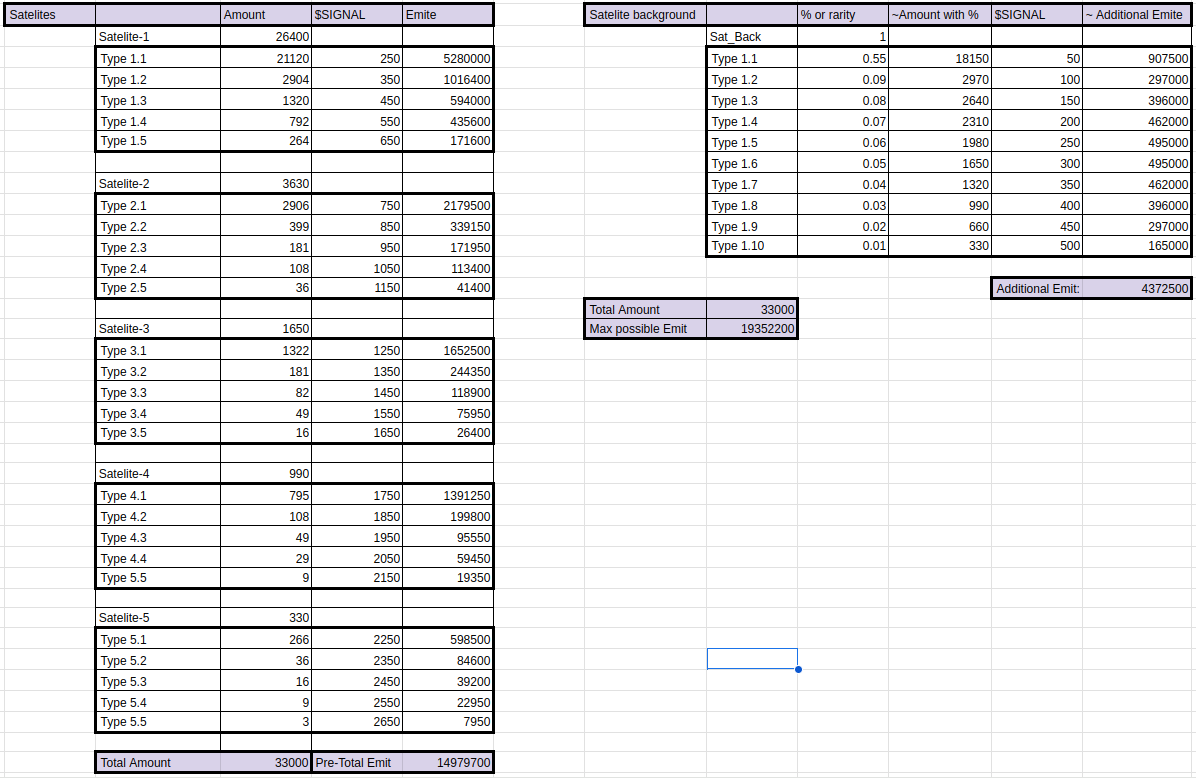 Satelites Amount $SIGNAL Emite
Satelite-1 26400
Type 1.1 21120 250 5280000
Type 1.2 2904 350 1016400
Type 1.3 1320 450 594000
Type 1.4 792 550 435600
Type 1.5 264 650 171600
Satelite-2 3630
Type 2.1 2906 750 2179500
Type 2.2 399 850 339150
Type 2.3 181 950 171950
Type 2.4 108 1050 113400
Type 2.5 36 1150 41400
Satelite-3 1650
Type 3.1 1322 1250 1652500
Type 3.2 181 1350 244350
Type 3.3 82 1450 118900
Type 3.4 49 1550 75950
Type 3.5 16 1650 26400
Satelite-4 990
Type 4.1 795 1750 1391250
Type 4.2 108 1850 199800
Type 4.3 49 1950 95550
Type 4.4 29 2050 59450
Type 5.5 9 2150 19350
Satelite-5 330
Type 5.1 266 2250 598500
Type 5.2 36 2350 84600
Type 5.3 16 2450 39200
Type 5.4 9 2550 22950
Type 5.5 3 2650 7950
Total Amount 33000 Pre-Total Emit 14979700
Satelite background % or rarity ~Amount with % $SIGNAL ~ Additional Emite
Sat_Back 1
Type 1.1 0.55 18150 50 907500
Type 1.2 0.09 2970 100 297000
Type 1.3 0.08 2640 150 396000
Type 1.4 0.07 2310 200 462000
Type 1.5 0.06 1980 250 495000
Type 1.6 0.05 1650 300 495000
Type 1.7 0.04 1320 350 462000
Type 1.8 0.03 990 400 396000
Type 1.9 0.02 660 450 297000
Type 1.10 0.01 330 500 165000
Additional Emit: 4372500
Total Amount 33000
Max possible Emit 19352200